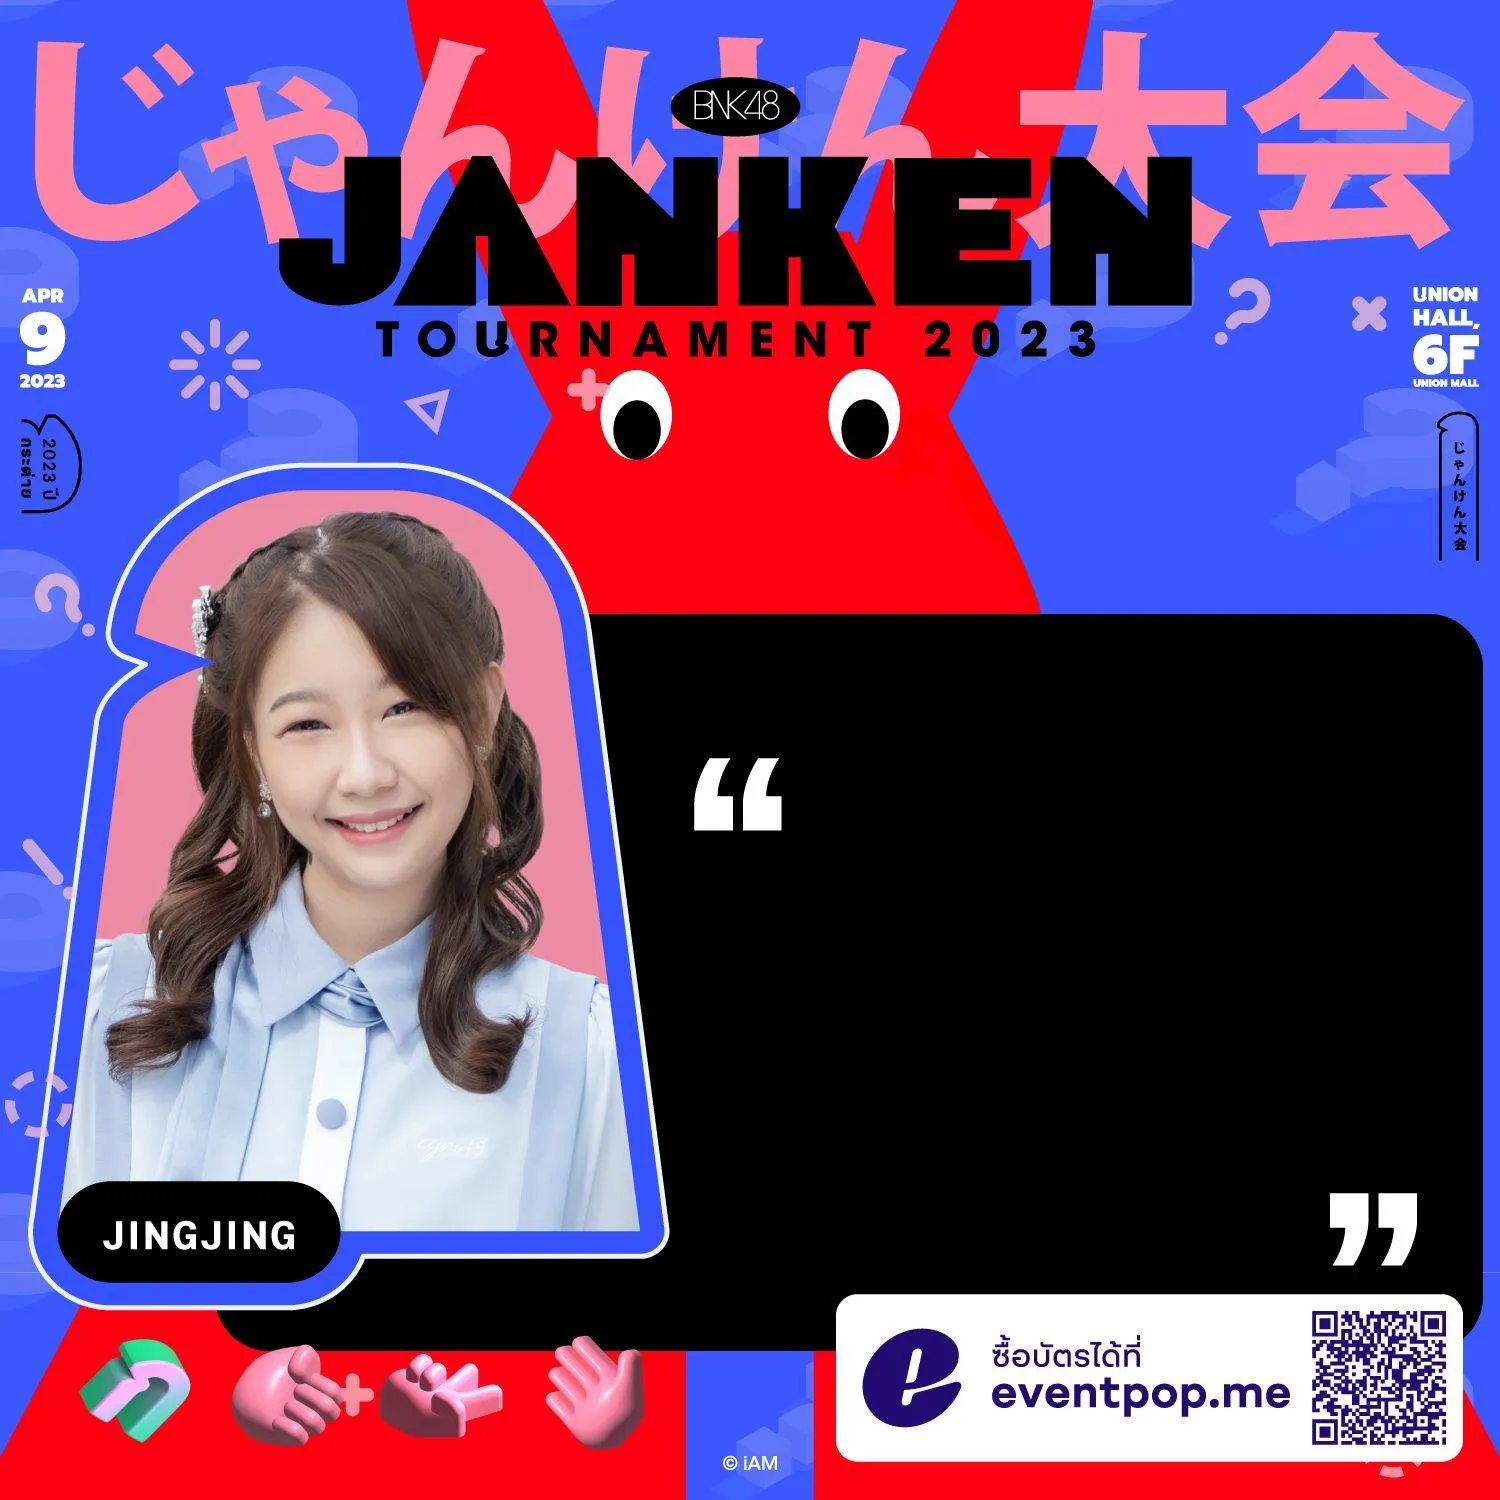 じゃんけん大会
BNK48
JANKEN
TOURNAMENT 2023
APR
9
2023
UNION
HALL,
6F
UNION MALL
2023 ปี
กระต่าย
じゃんけん大会
“
cgm48
JINGJING
”
ซื้อบัตรได้ที่
eventpop.me
© iAM